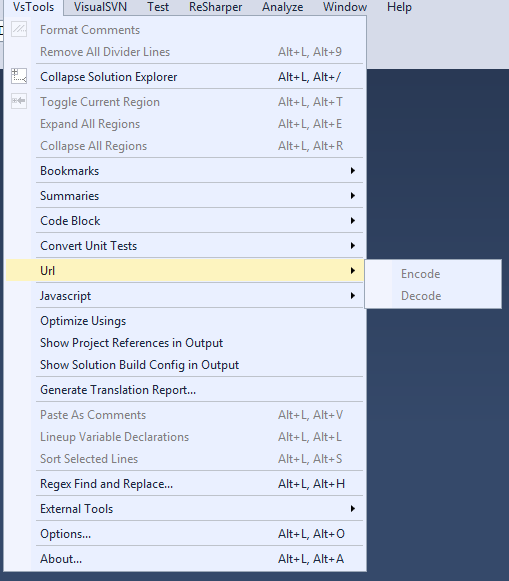 VsTools VisualSVN Test ReSharper Analyze Window Help
Format Comments
Remove All Divider Lines Alt+L, Alt+9
Collapse Solution Explorer Alt+L, Alt+/
Toggle Current Region Alt+L, Alt+T
Expand All Regions Alt+L, Alt+E
Collapse All Regions Alt+L, Alt+R
Bookmarks
Summaries
Code Block
Convert Unit Tests
Url
Encode
Decode
Javascript
Optimize Usings
Show Project References in Output
Show Solution Build Config in Output
Generate Translation Report...
Paste As Comments Alt+L, Alt+V
Lineup Variable Declarations Alt+L, Alt+L
Sort Selected Lines Alt+L, Alt+S
Regex Find and Replace... Alt+L, Alt+H
External Tools
Options... Alt+L, Alt+O
About... Alt+L, Alt+A